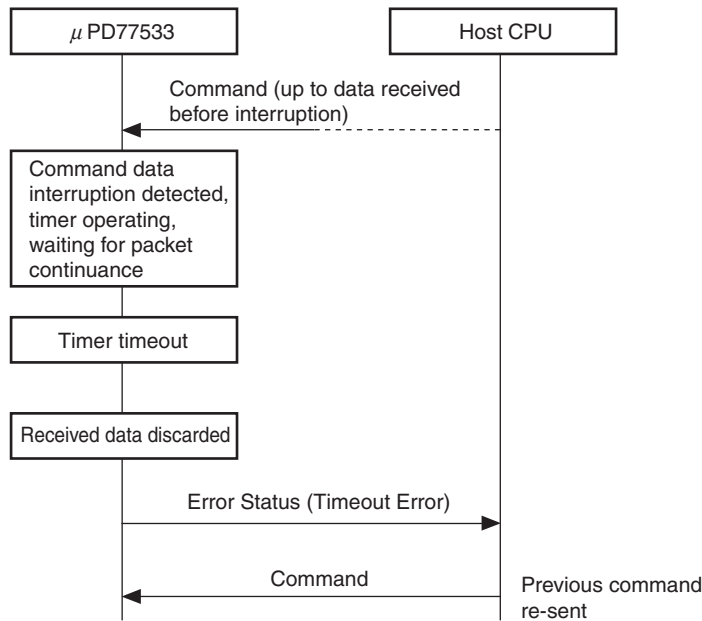 μ PD77533
Host CPU
Command (up to data received
before interruption)
Command data
interruption detected,
timer operating,
waiting for packet
continuance
Timer timeout
Received data discarded
Error Status (Timeout Error)
Command
Previous command
re-sent